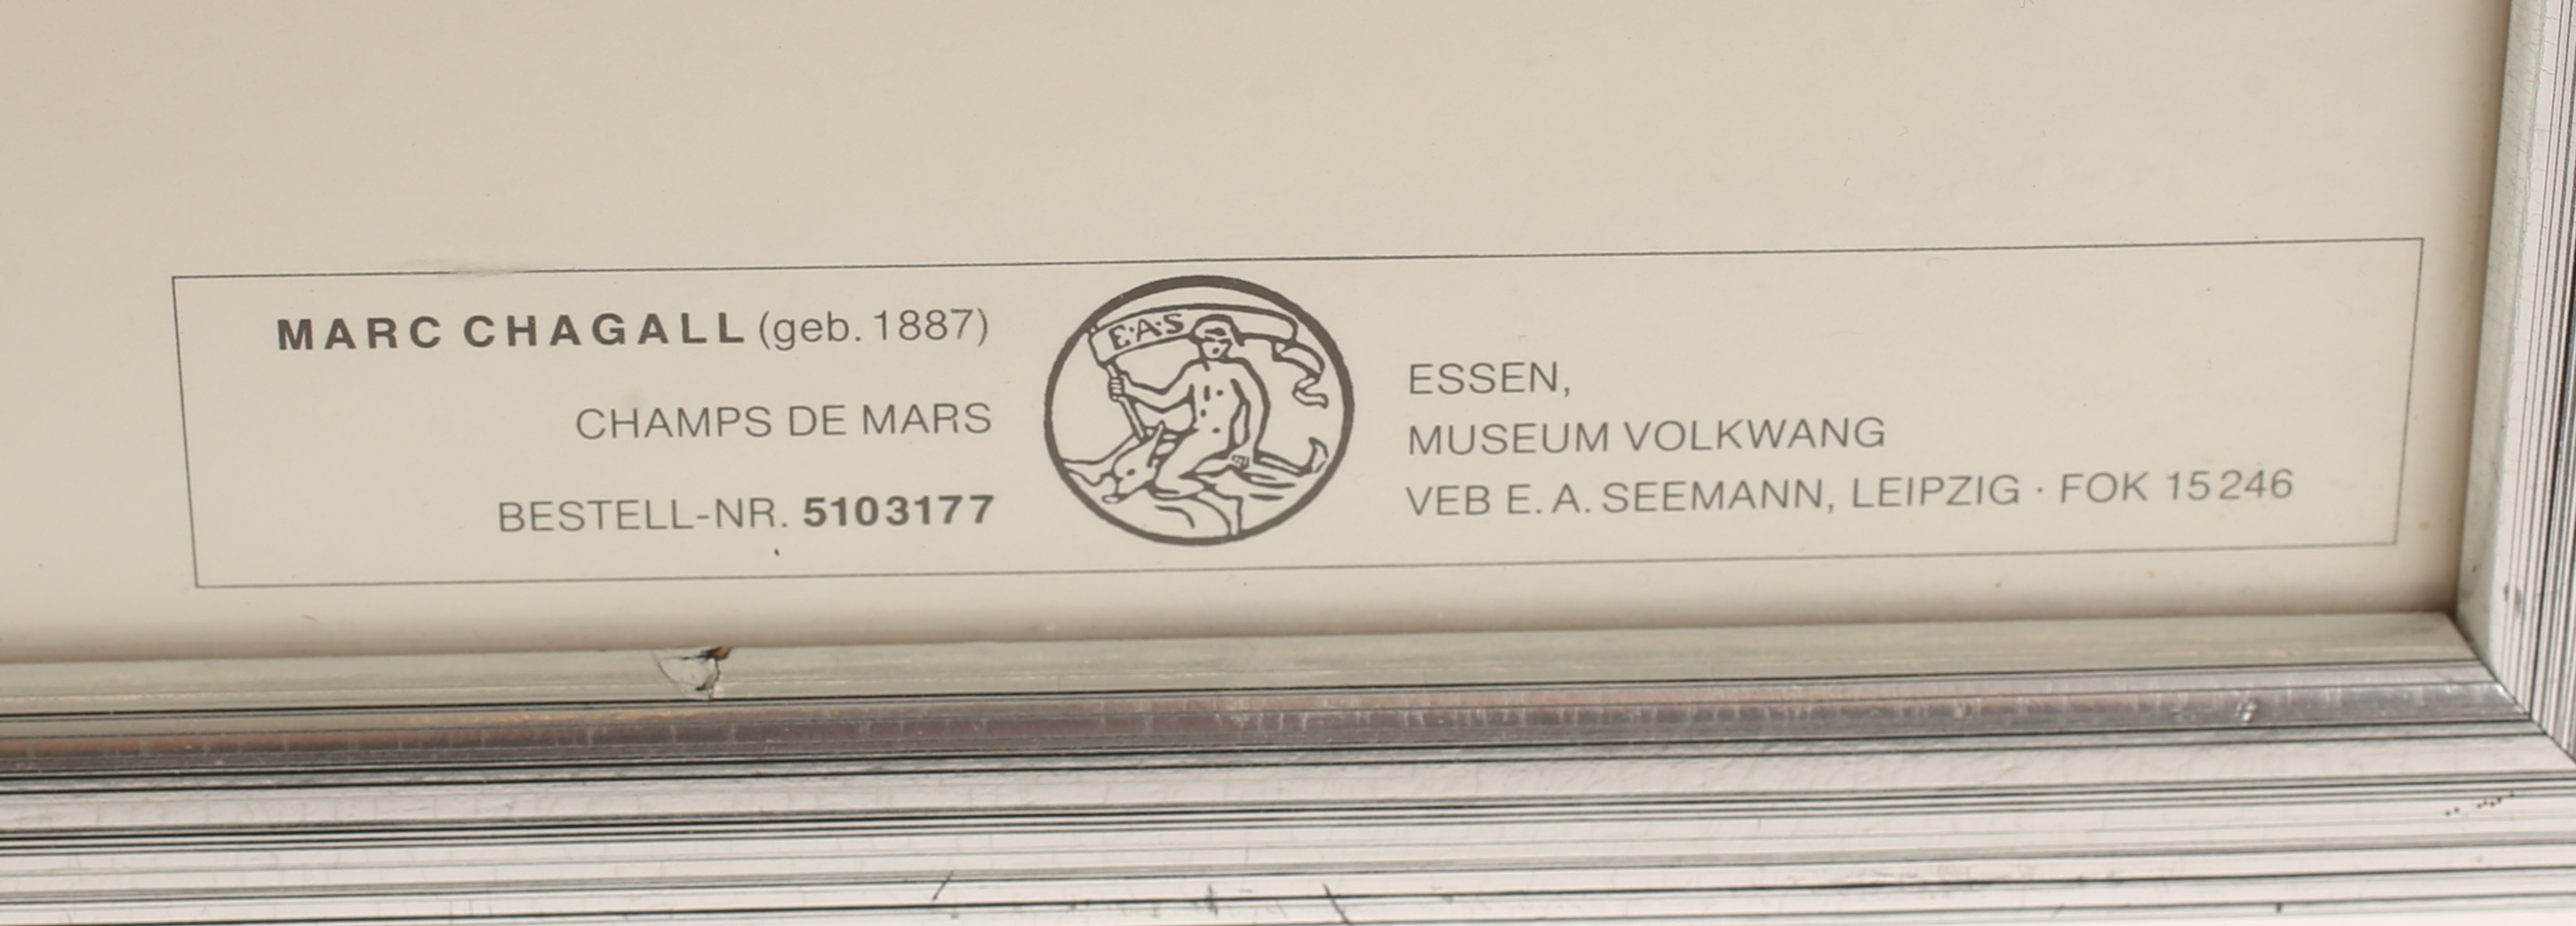 MARC CHAGALL (geb. 1887)
CHAMPS DE MARS
BESTELL-NR. 5103177
E·A·S
ESSEN,
MUSEUM VOLKWANG
VEB E. A. SEEMANN, LEIPZIG · FOK 15246